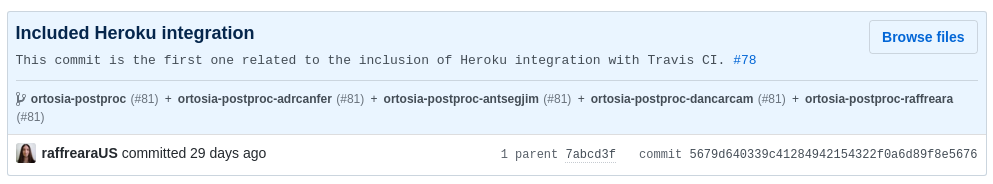 Included Heroku integration
Browse files
This commit is the first one related to the inclusion of Heroku integration with Travis CI. #78
ortosia-postproc (#81) + ortosia-postproc-adrcanfer (#81) + ortosia-postproc-antsegjim (#81) + ortosia-postproc-dancarcam (#81) + ortosia-postproc-raffreara
(#81)
raffrearaUS committed 29 days ago 1 parent 7abcd3f commit 5679d640339c41284942154322f0a6d89f8e5676